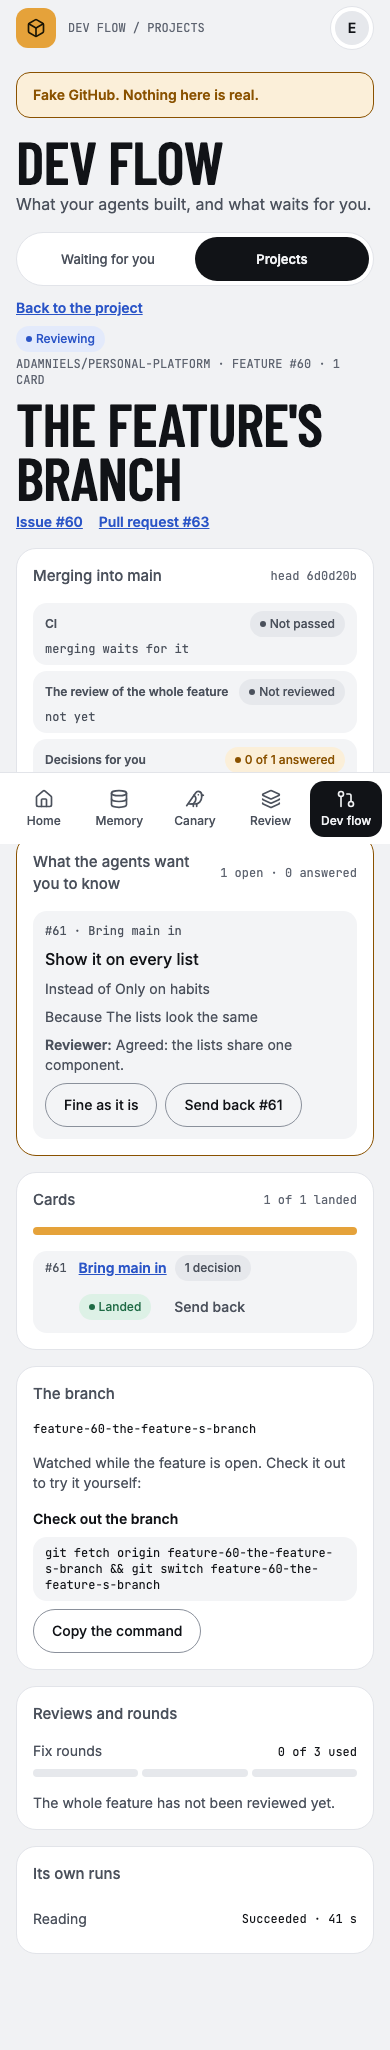 DEV FLOW / PROJECTS
E
Fake GitHub. Nothing here is real.
DEV FLOW
What your agents built, and what waits for you.
Waiting for you
Projects
Back to the project
Reviewing
ADAMNIELS/PERSONAL-PLATFORM · FEATURE #60 · 1
CARD
THE FEATURE'S
BRANCH
Issue #60
Pull request #63
Merging into main
head 6d0d20b
CI
Not passed
merging waits for it
The review of the whole feature
Not reviewed
not yet
Decisions for you
0 of 1 answered
Home
Memory
Canary
Review
Dev flow
What the agents want
you to know
1 open · 0 answered
#61 · Bring main in
Show it on every list
Instead of Only on habits
Because The lists look the same
Reviewer: Agreed: the lists share one
component.
Fine as it is
Send back #61
Cards
1 of 1 landed
#61
Bring main in
1 decision
Landed
Send back
The branch
feature-60-the-feature-s-branch
Watched while the feature is open. Check it out
to try it yourself:
Check out the branch
git fetch origin feature-60-the-feature-
s-branch && git switch feature-60-the-
feature-s-branch
Copy the command
Reviews and rounds
Fix rounds
0 of 3 used
The whole feature has not been reviewed yet.
Its own runs
Reading
Succeeded · 41 s